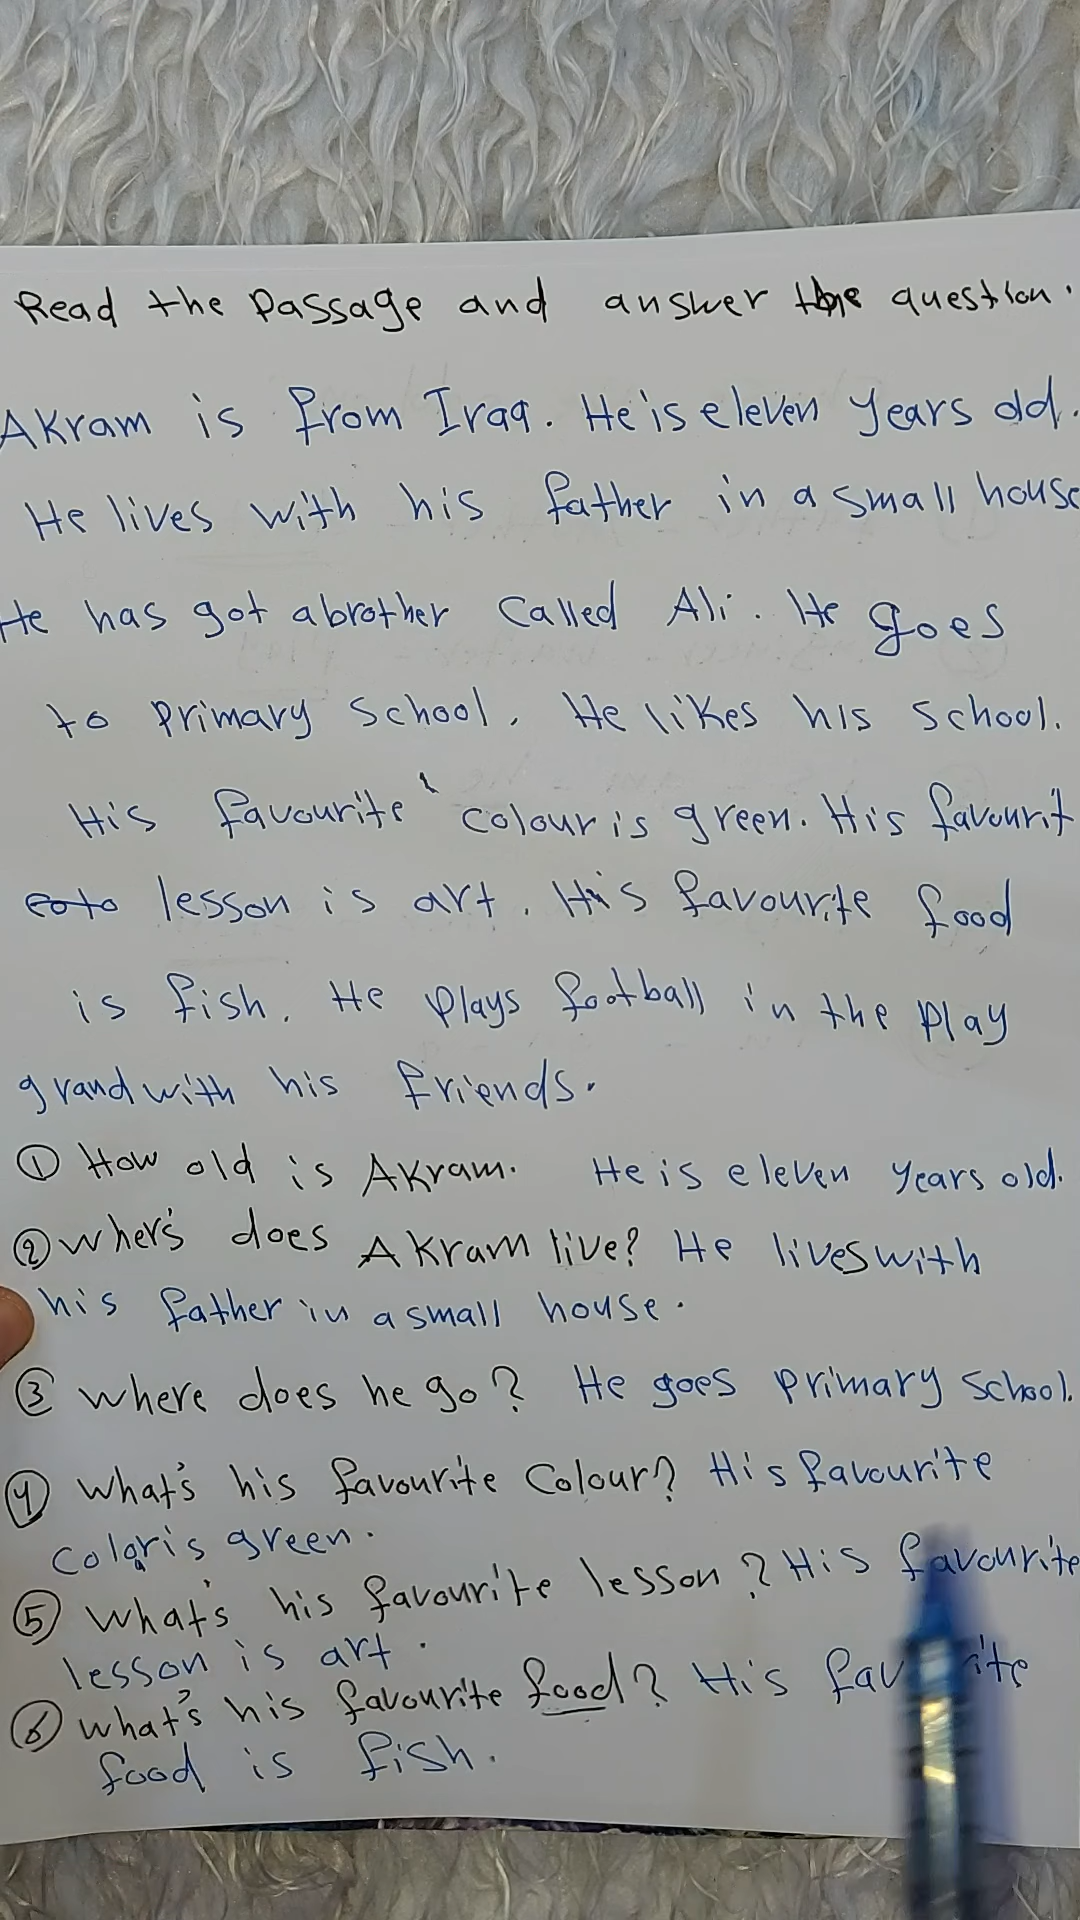 Read the Passage and answer the question.
Akram is from Iraq. He is eleven years old.
He lives with his father in a small house
He has got a brother Called Ali. He goes
to Primary School. He likes his School.
His favourite colour is green. His favourit
lesson is art. His favourite food
is fish. He Plays football in the Play
grand with his friends.
① How old is Akram. He is eleven years old.
② wher's does Akram live? He lives with
his father in a small house.
③ where does he go? He goes primary School.
④ what's his favourite Colour? His favourite
color is green.
⑤ what's his favourite lesson? His favourite
lesson is art.
⑥ what's his favourite food? His
food is fish.